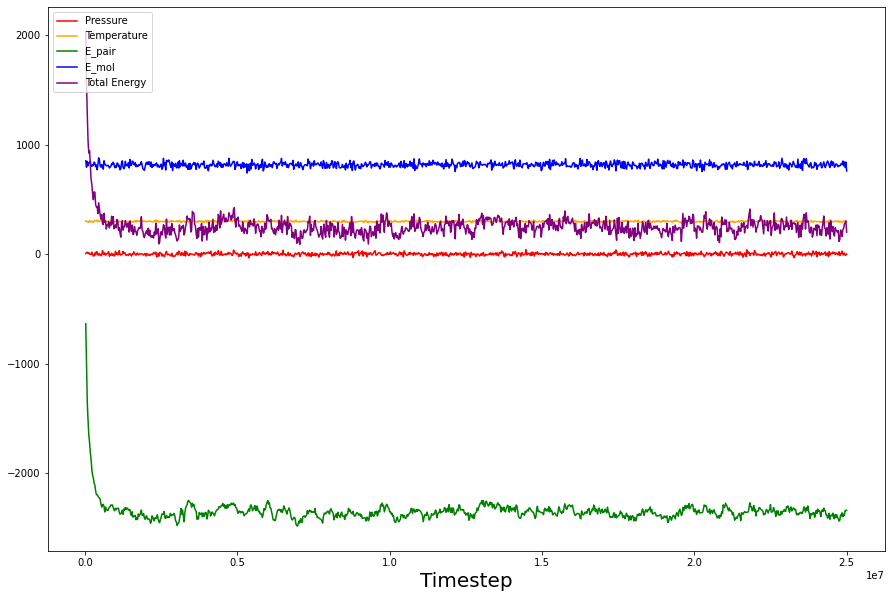 Pressure
Temperature
E_pair
E_mol
Total Energy
2000
1000
0
−1000
−2000
0.0 0.5 1.0 1.5 2.0 2.5
1e7
Timestep